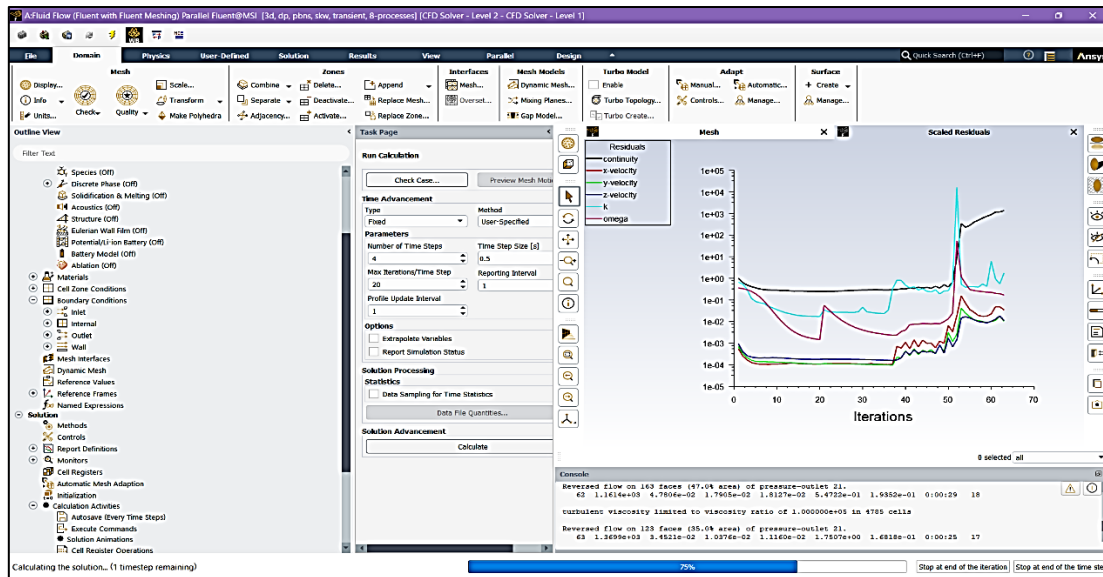 A:Fluid Flow (Fluent with Fluent Meshing) Parallel Fluent@MSI [3d, dp, pbns, skw, transient, 8-processes] [CFD Solver - Level 2 - CFD Solver - Level 1]
File Domain Physics User-Defined Solution Results View Parallel Design Quick Search (Ctrl+F) Ansys
Mesh Zones Interfaces Mesh Models Turbo Model Adapt Surface
Display... Scale... Combine Delete... Append Mesh... Dynamic Mesh... Enable Manual... Automatic... + Create
Info Check Quality Transform Separate Deactivate... Replace Mesh... Overset... Mixing Planes... Turbo Topology... Controls... Manage... Manage...
Units... Make Polyhedra Adjacency... Activate... Replace Zone... Gap Model... Turbo Create...
Outline View
Filter Text
Species (Off)
Discrete Phase (Off)
Solidification & Melting (Off)
Acoustics (Off)
Structure (Off)
Eulerian Wall Film (Off)
Potential/Li-ion Battery (Off)
Battery Model (Off)
Ablation (Off)
Materials
Cell Zone Conditions
Boundary Conditions
Inlet
Internal
Outlet
Wall
Mesh Interfaces
Dynamic Mesh
Reference Values
Reference Frames
Named Expressions
Solution
Methods
Controls
Report Definitions
Monitors
Cell Registers
Automatic Mesh Adaption
Initialization
Calculation Activities
Autosave (Every Time Steps)
Execute Commands
Solution Animations
Cell Register Operations
Task Page
Run Calculation
Check Case... Preview Mesh Motio
Time Advancement
Type Method
Fixed User-Specified
Parameters
Number of Time Steps Time Step Size [s]
4 0.5
Max Iterations/Time Step Reporting Interval
20 1
Profile Update Interval
1
Options
Extrapolate Variables
Report Simulation Status
Solution Processing
Statistics
Data Sampling for Time Statistics
Data File Quantities...
Solution Advancement
Calculate
Mesh X Scaled Residuals X
Residuals
continuity
x-velocity
y-velocity
z-velocity
k
omega
1e+05
1e+04
1e+03
1e+02
1e+01
1e+00
1e-01
1e-02
1e-03
1e-04
1e-05
0 10 20 30 40 50 60 70
Iterations
0 selected all
Console
Reversed flow on 163 faces (47.0% area) of pressure-outlet 21.
62 1.1614e+03 4.7806e-02 1.7905e-02 1.8127e-02 5.4722e-01 1.9352e-01 0:00:29 18
turbulent viscosity limited to viscosity ratio of 1.000000e+05 in 4785 cells
Reversed flow on 123 faces (35.0% area) of pressure-outlet 21.
63 1.3699e+03 3.4521e-02 1.0376e-02 1.1160e-02 1.7507e+00 1.6818e-01 0:00:25 17
Calculating the solution... (1 timestep remaining) 75% Stop at end of the iteration Stop at end of the time ste